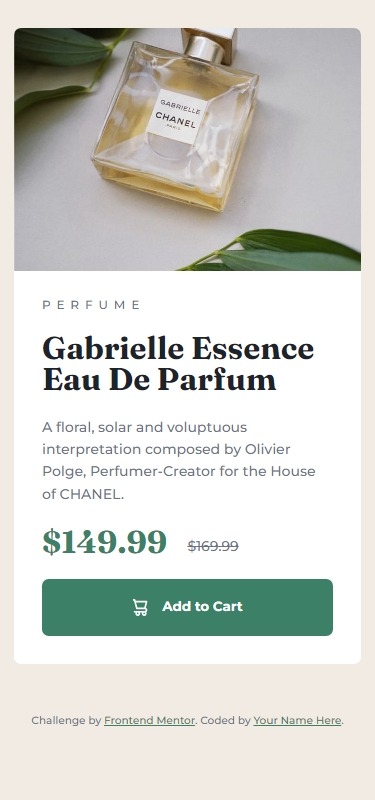 GABRIELLE
CHANEL
PARIS
PERFUME
Gabrielle Essence
Eau De Parfum
A floral, solar and voluptuous
interpretation composed by Olivier
Polge, Perfumer-Creator for the House
of CHANEL.
$149.99 $169.99
Add to Cart
Challenge by Frontend Mentor. Coded by Your Name Here.